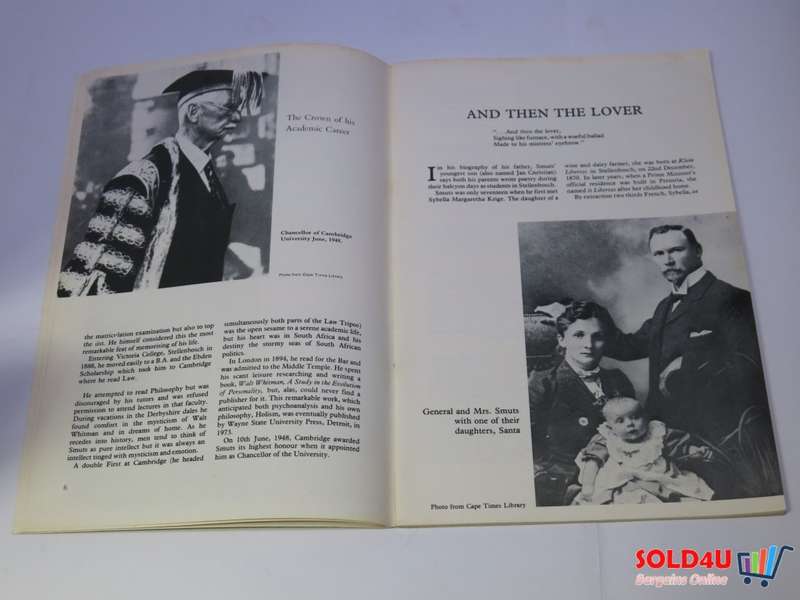 The Crown of his
Academic Career
Chancellor of Cambridge
University June, 1948.
Photo from Cape Times Library
the matriculation examination but also to top
the list. He himself considered this the most
remarkable feat of memorising of his life.
Entering Victoria College, Stellenbosch in
1888, he moved easily to a B.A. and the Ebden
Scholarship which took him to Cambridge
where he read Law.
He attempted to read Philosophy but was
discouraged by his tutors and was refused
permission to attend lectures in that faculty.
During vacations in the Derbyshire dales he
found comfort in the mysticism of Walt
Whitman and in dreams of home. As he
recedes into history, men tend to think of
Smuts as pure intellect but it was always an
intellect tinged with mysticism and emotion.
A double First at Cambridge (he headed
simultaneously both parts of the Law Tripos)
was the open sesame to a serene academic life,
but his heart was in South Africa and his
destiny the stormy seas of South African
politics.
In London in 1894, he read for the Bar and
was admitted to the Middle Temple. He spent
his scant leisure researching and writing a
book, Walt Whitman, A Study in the Evolution
of Personality, but, alas, could never find a
publisher for it. This remarkable work, which
anticipated both psychoanalysis and his own
philosophy, Holism, was eventually published
by Wayne State University Press, Detroit, in
1973.
On 10th June, 1948, Cambridge awarded
Smuts its highest honour when it appointed
him as Chancellor of the University.
6
AND THEN THE LOVER
". . . And then the lover,
Sighing like furnace, with a woeful ballad
Made to his mistress' eyebrow."
In his biography of his father, Smuts'
youngest son (also named Jan Christian)
says both his parents wrote poetry during
their halcyon days as students in Stellenbosch.
Smuts was only seventeen when he first met
Sybella Margaretha Krige. The daughter of a
wine and dairy farmer, she was born at Klein
Libertas in Stellenbosch, on 22nd December,
1870. In later years, when a Prime Minister's
official residence was built in Pretoria, she
named it Libertas after her childhood home.
By extraction two thirds French, Sybella, as
General and Mrs. Smuts
with one of their
daughters, Santa
Photo from Cape Times Library
SOLD4U
Bargains Online